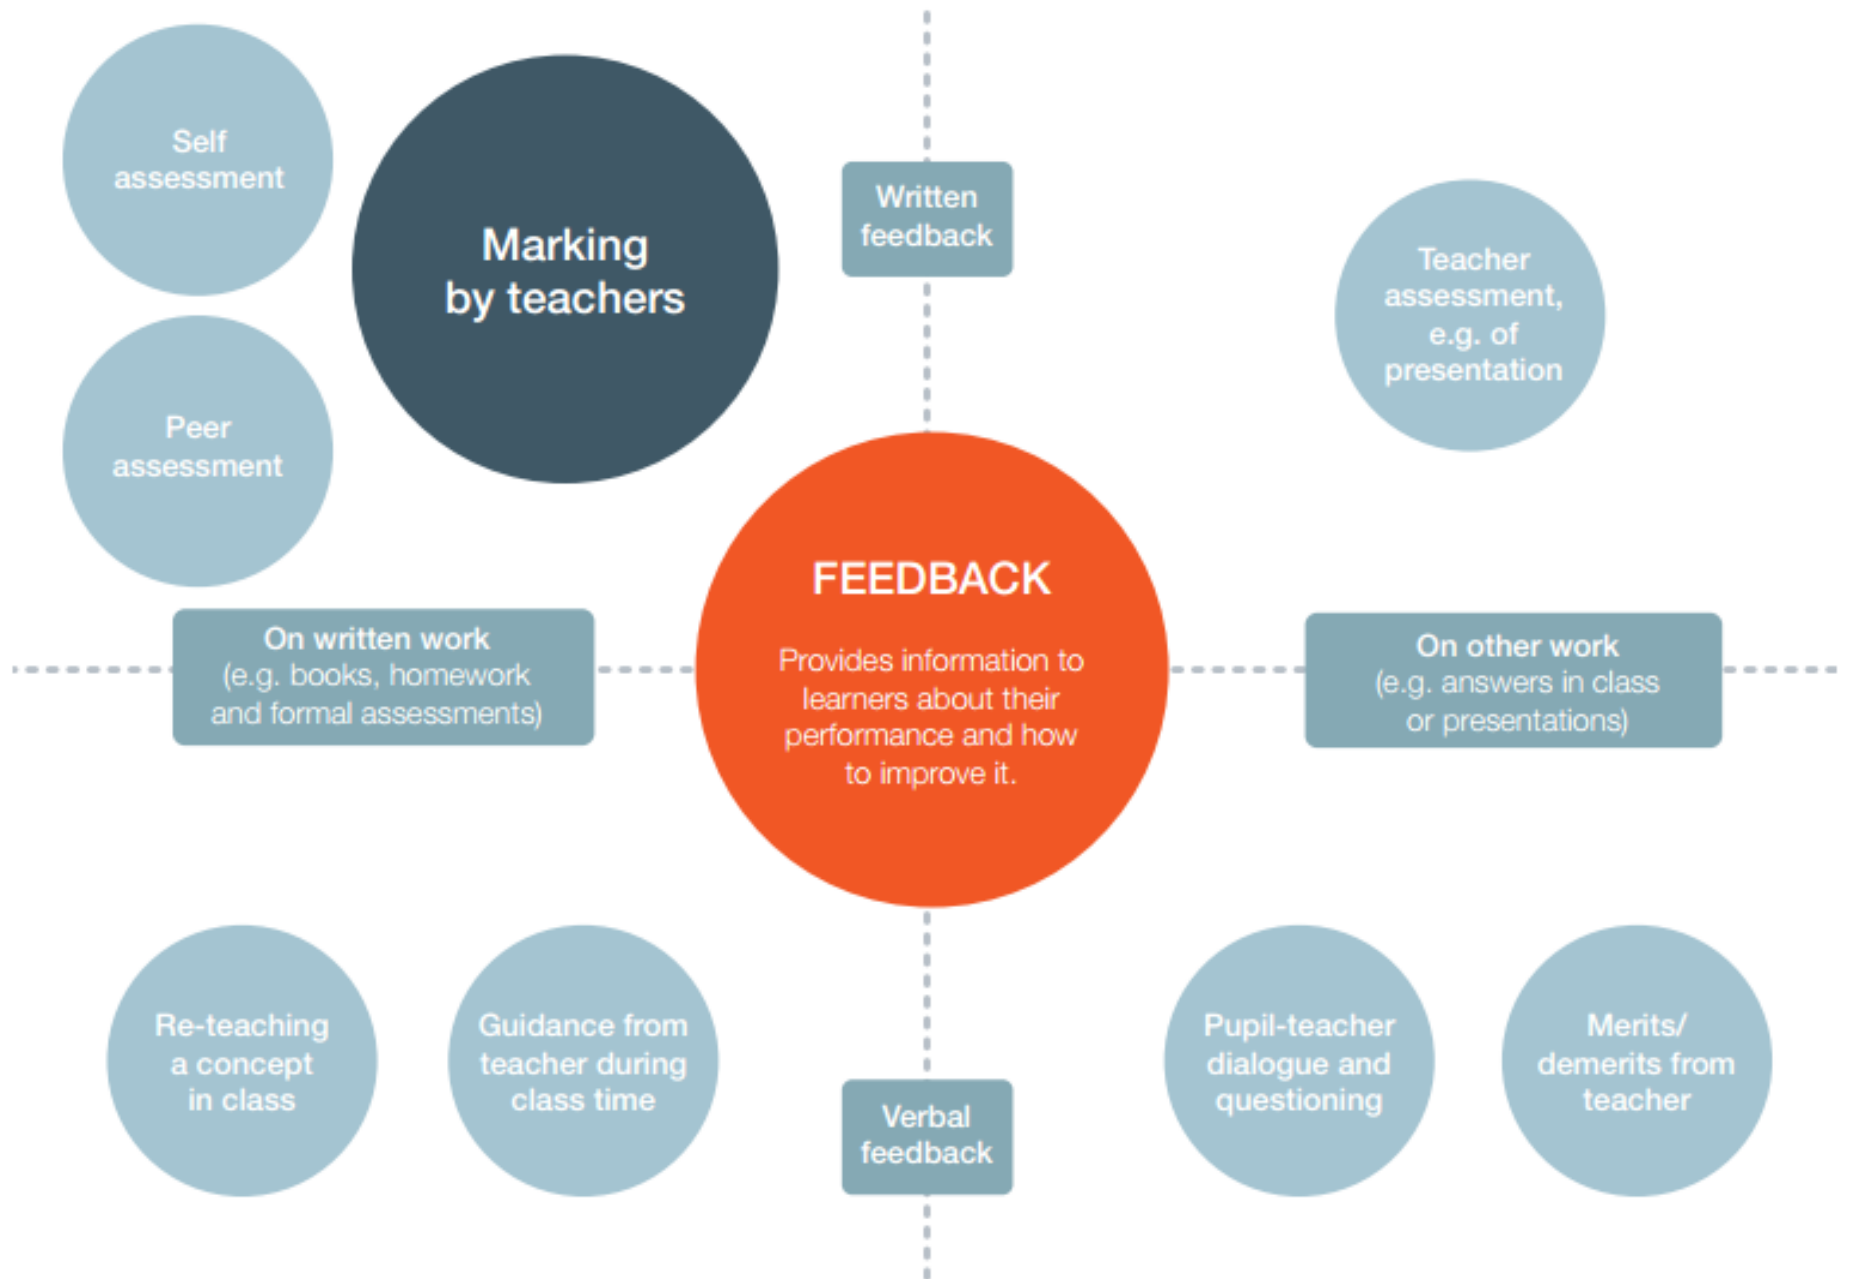 Self
assessment
Marking
by teachers
Written
feedback
Teacher
assessment,
e.g. of
presentation
Peer
assessment
FEEDBACK
Provides information to
learners about their
performance and how
to improve it.
On written work
(e.g. books, homework
and formal assessments)
On other work
(e.g. answers in class
or presentations)
Re-teaching
a concept
in class
Guidance from
teacher during
class time
Verbal
feedback
Pupil-teacher
dialogue and
questioning
Merits/
demerits from
teacher